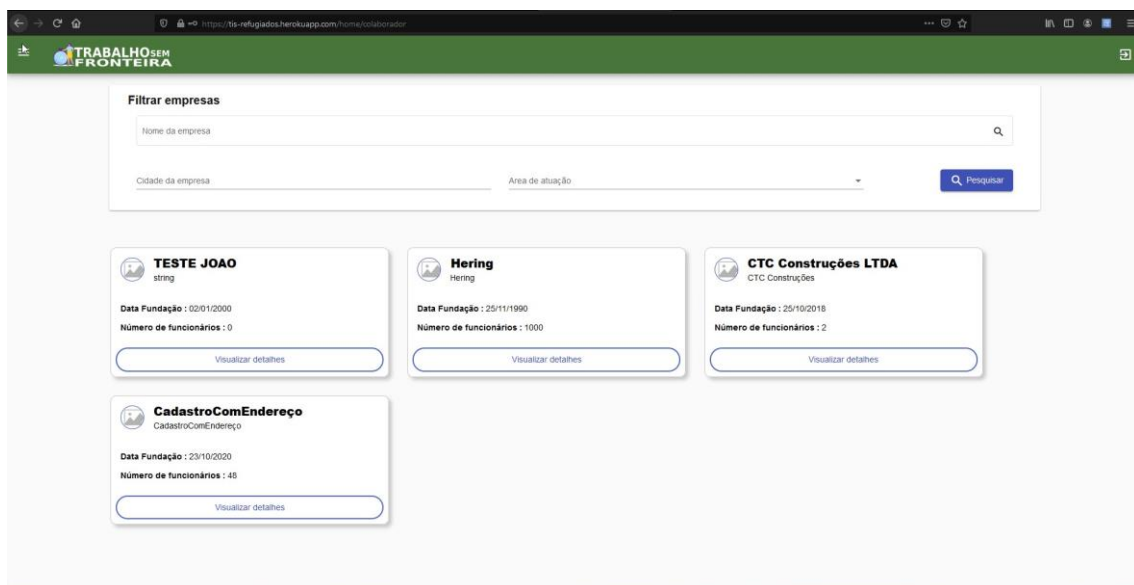 https://tis-refugiados.herokuapp.com/home/colaborador
TRABALHO SEM
FRONTEIRA
Filtrar empresas
Nome da empresa
Cidade da empresa
Area de atuação
Pesquisar
TESTE JOAO
string
Data Fundação : 02/01/2000
Número de funcionários : 0
Visualizar detalhes
Hering
Hering
Data Fundação : 25/11/1990
Número de funcionários : 1000
Visualizar detalhes
CTC Construções LTDA
CTC Construções
Data Fundação : 25/10/2018
Número de funcionários : 2
Visualizar detalhes
CadastroComEndereço
CadastroComEndereço
Data Fundação : 23/10/2020
Número de funcionários : 48
Visualizar detalhes